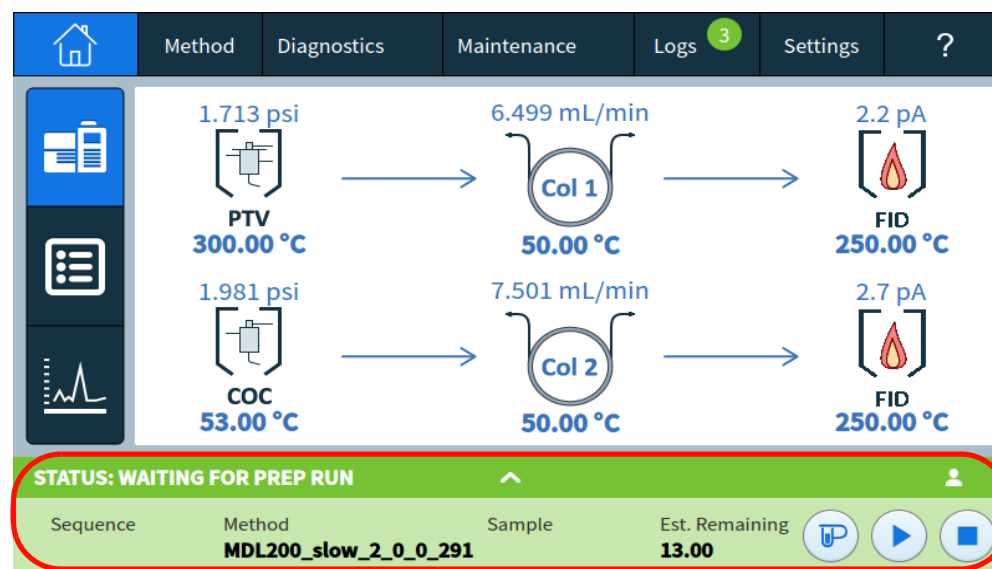 Method Diagnostics Maintenance Logs 3 Settings ?
1.713 psi 6.499 mL/min 2.2 pA
Col 1
PTV FID
300.00 °C 50.00 °C 250.00 °C
1.981 psi 7.501 mL/min 2.7 pA
Col 2
COC FID
53.00 °C 50.00 °C 250.00 °C
STATUS: WAITING FOR PREP RUN
Sequence Method Sample Est. Remaining
MDL200_slow_2_0_0_291 13.00